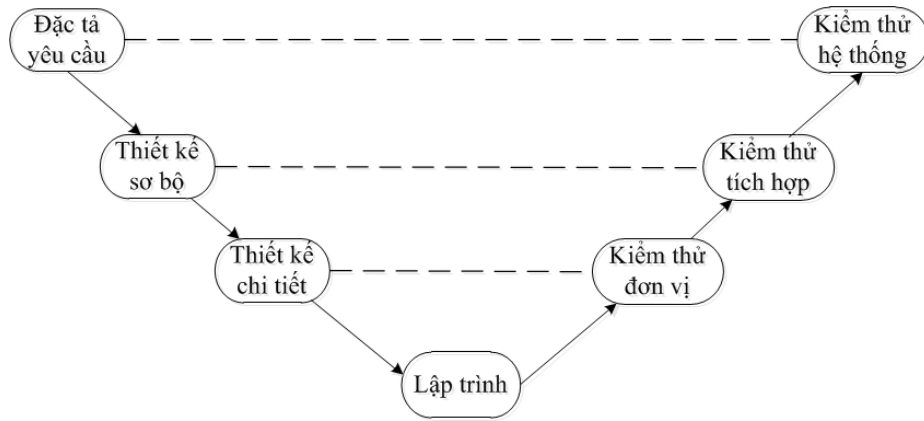 Đặc tả
yêu cầu
Kiểm thử
hệ thống
Thiết kế
sơ bộ
Kiểm thử
tích hợp
Thiết kế
chi tiết
Kiểm thử
đơn vị
Lập trình